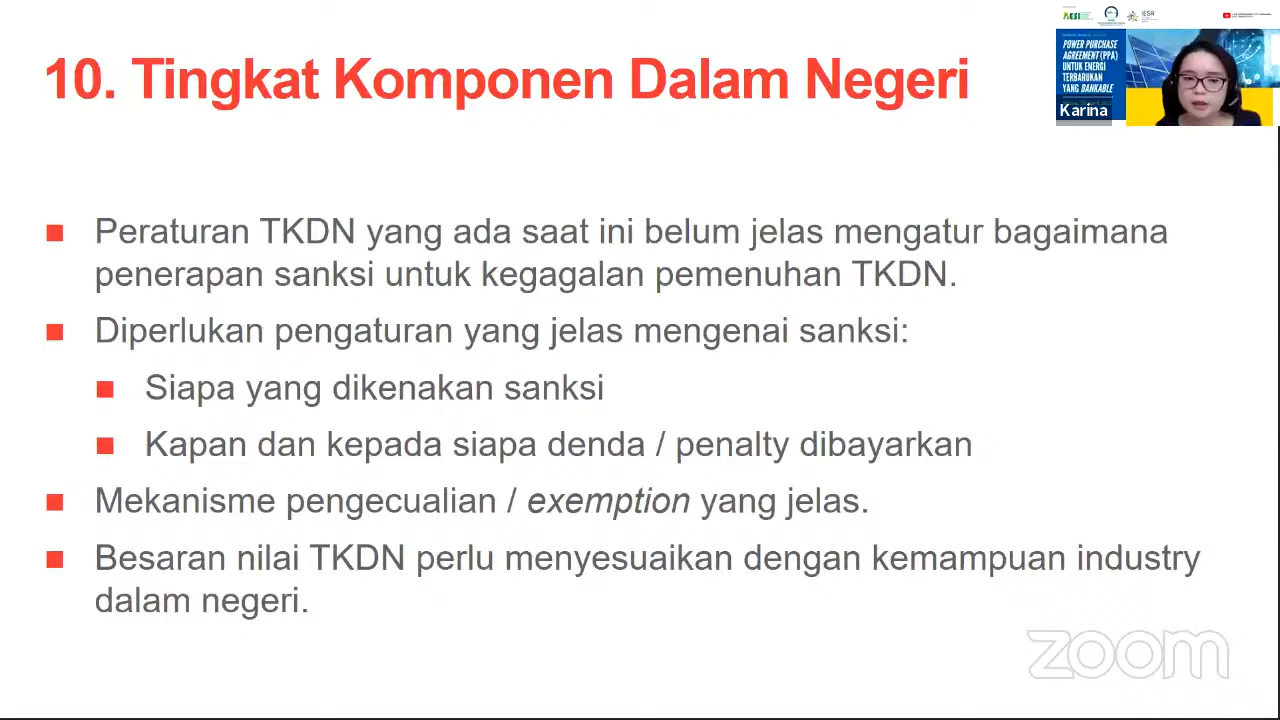 10. Tingkat Komponen Dalam Negeri
AESI
IESR
POWER PURCHASE
AGREEMENT (PPA)
UNTUK ENERGI
TERBARUKAN
YANG BANKABLE
Karina
Peraturan TKDN yang ada saat ini belum jelas mengatur bagaimana
penerapan sanksi untuk kegagalan pemenuhan TKDN.
Diperlukan pengaturan yang jelas mengenai sanksi:
Siapa yang dikenakan sanksi
Kapan dan kepada siapa denda / penalty dibayarkan
Mekanisme pengecualian / exemption yang jelas.
Besaran nilai TKDN perlu menyesuaikan dengan kemampuan industry
dalam negeri.
zoom